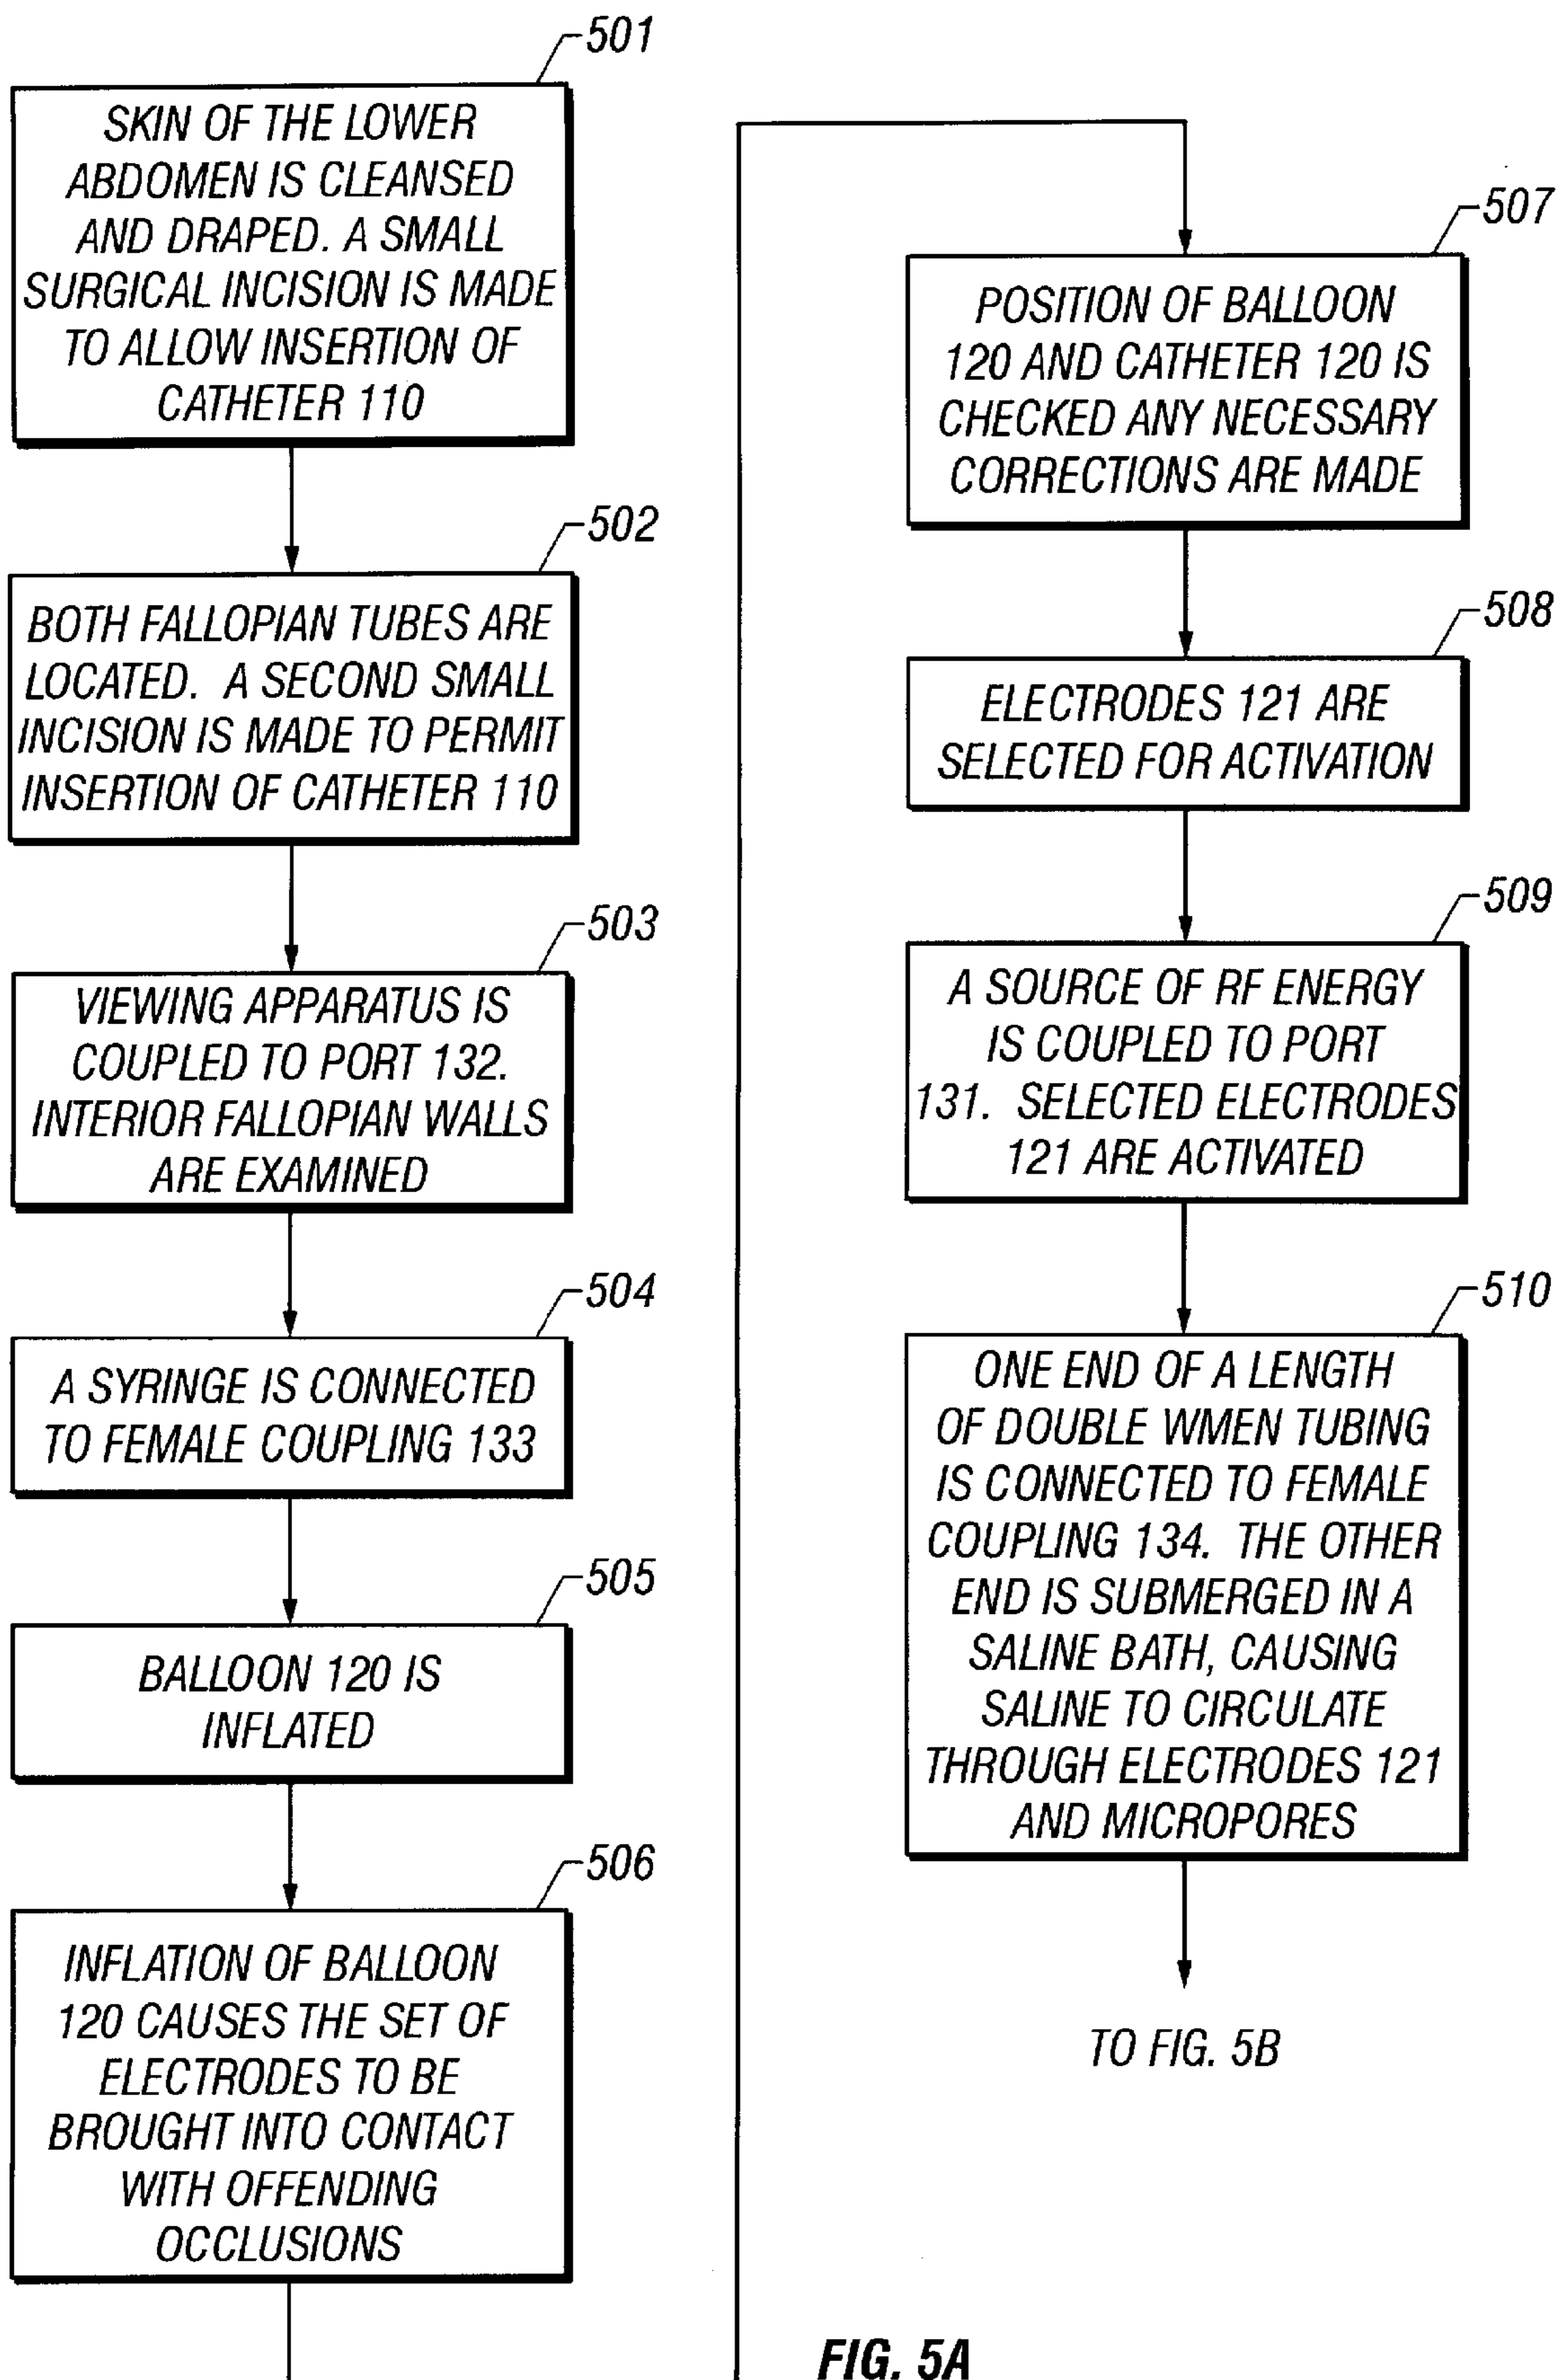 501
SKIN OF THE LOWER
ABDOMEN IS CLEANSED
AND DRAPED. A SMALL
SURGICAL INCISION IS MADE
TO ALLOW INSERTION OF
CATHETER 110
502
BOTH FALLOPIAN TUBES ARE
LOCATED. A SECOND SMALL
INCISION IS MADE TO PERMIT
INSERTION OF CATHETER 110
503
VIEWING APPARATUS IS
COUPLED TO PORT 132.
INTERIOR FALLOPIAN WALLS
ARE EXAMINED
504
A SYRINGE IS CONNECTED
TO FEMALE COUPLING 133
505
BALLOON 120 IS
INFLATED
506
INFLATION OF BALLOON
120 CAUSES THE SET OF
ELECTRODES TO BE
BROUGHT INTO CONTACT
WITH OFFENDING
OCCLUSIONS
507
POSITION OF BALLOON
120 AND CATHETER 120 IS
CHECKED ANY NECESSARY
CORRECTIONS ARE MADE
508
ELECTRODES 121 ARE
SELECTED FOR ACTIVATION
509
A SOURCE OF RF ENERGY
IS COUPLED TO PORT
131. SELECTED ELECTRODES
121 ARE ACTIVATED
510
ONE END OF A LENGTH
OF DOUBLE WMEN TUBING
IS CONNECTED TO FEMALE
COUPLING 134. THE OTHER
END IS SUBMERGED IN A
SALINE BATH, CAUSING
SALINE TO CIRCULATE
THROUGH ELECTRODES 121
AND MICROPORES
TO FIG. 5B
FIG. 5A